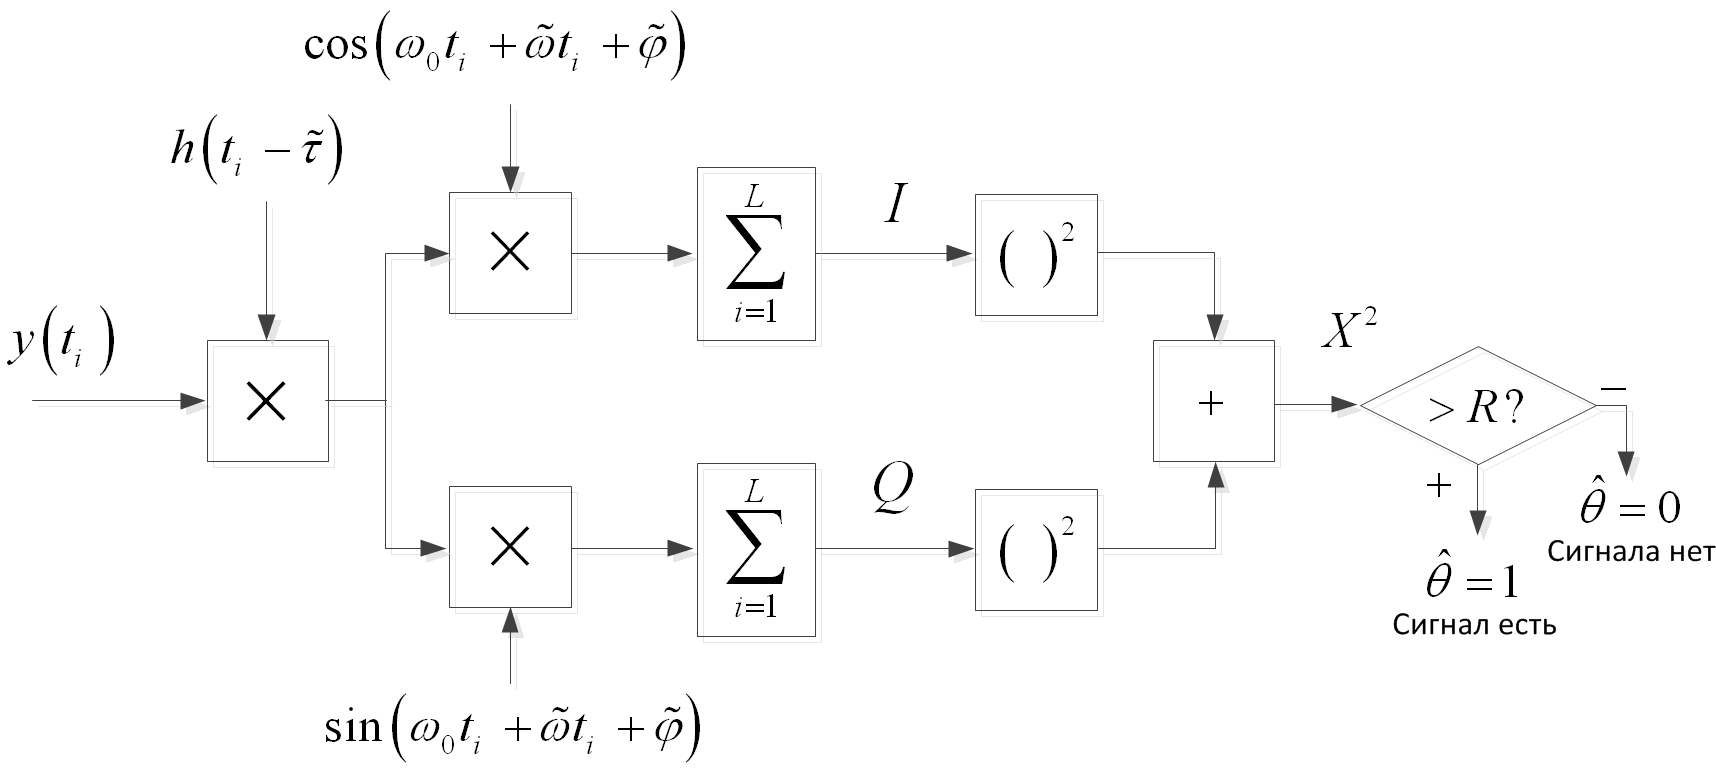 cos(ω₀tᵢ + ω̃tᵢ + φ̃)
h(tᵢ − τ̃)
y(tᵢ)
×
×
L
∑
i=1
I
( )²
+
X²
> R?
−
+
θ̂ = 0
Сигнала нет
θ̂ = 1
Сигнал есть
×
L
∑
i=1
Q
( )²
sin(ω₀tᵢ + ω̃tᵢ + φ̃)